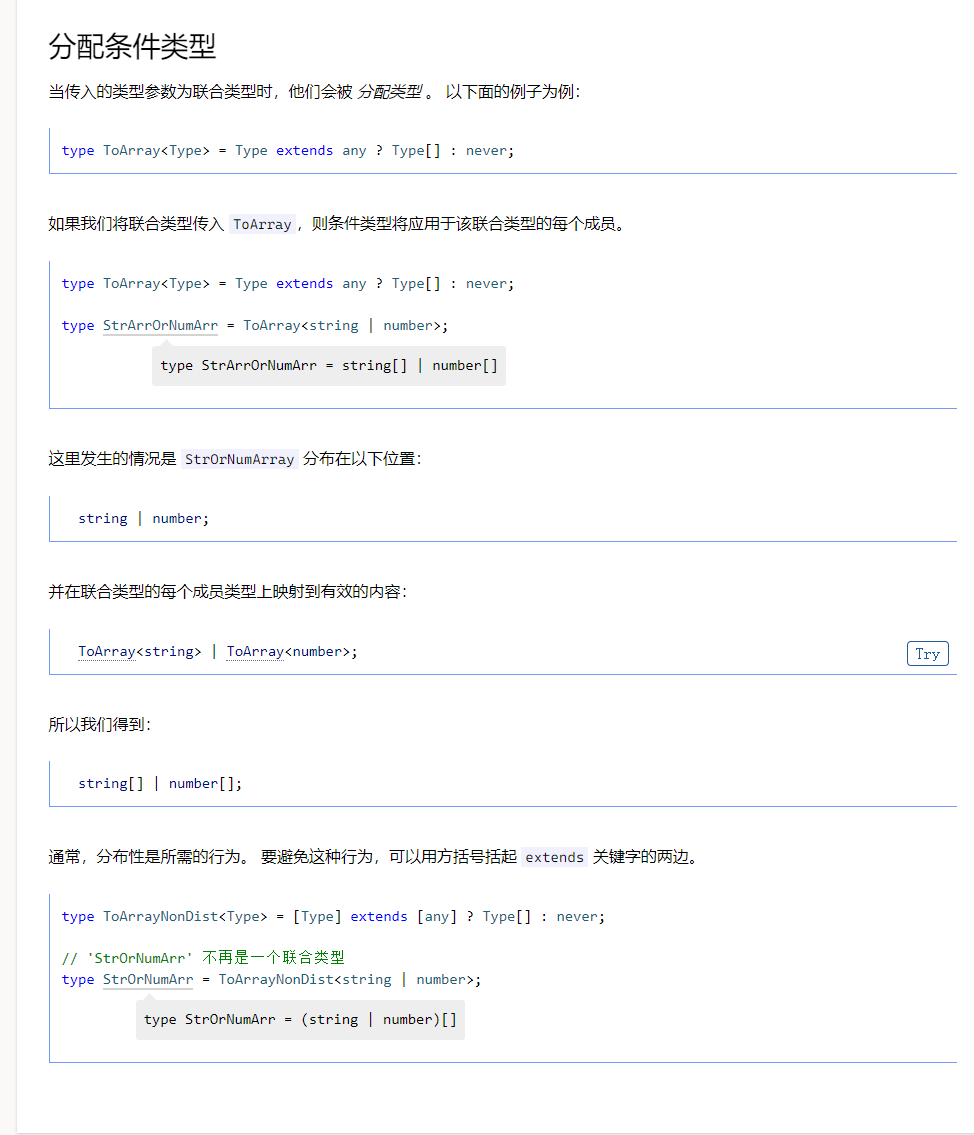 分配条件类型
当传入的类型参数为联合类型时，他们会被 分配类型 。 以下面的例子为例：
type ToArray<Type> = Type extends any ? Type[] : never;
如果我们将联合类型传入 ToArray，则条件类型将应用于该联合类型的每个成员。
type ToArray<Type> = Type extends any ? Type[] : never;
type StrArrOrNumArr = ToArray<string | number>;
type StrArrOrNumArr = string[] | number[]
这里发生的情况是 StrOrNumArray 分布在以下位置：
string | number;
并在联合类型的每个成员类型上映射到有效的内容：
ToArray<string> | ToArray<number>;
Try
所以我们得到：
string[] | number[];
通常，分布性是所需的行为。 要避免这种行为，可以用方括号括起 extends 关键字的两边。
type ToArrayNonDist<Type> = [Type] extends [any] ? Type[] : never;
// 'StrOrNumArr' 不再是一个联合类型
type StrOrNumArr = ToArrayNonDist<string | number>;
type StrOrNumArr = (string | number)[]